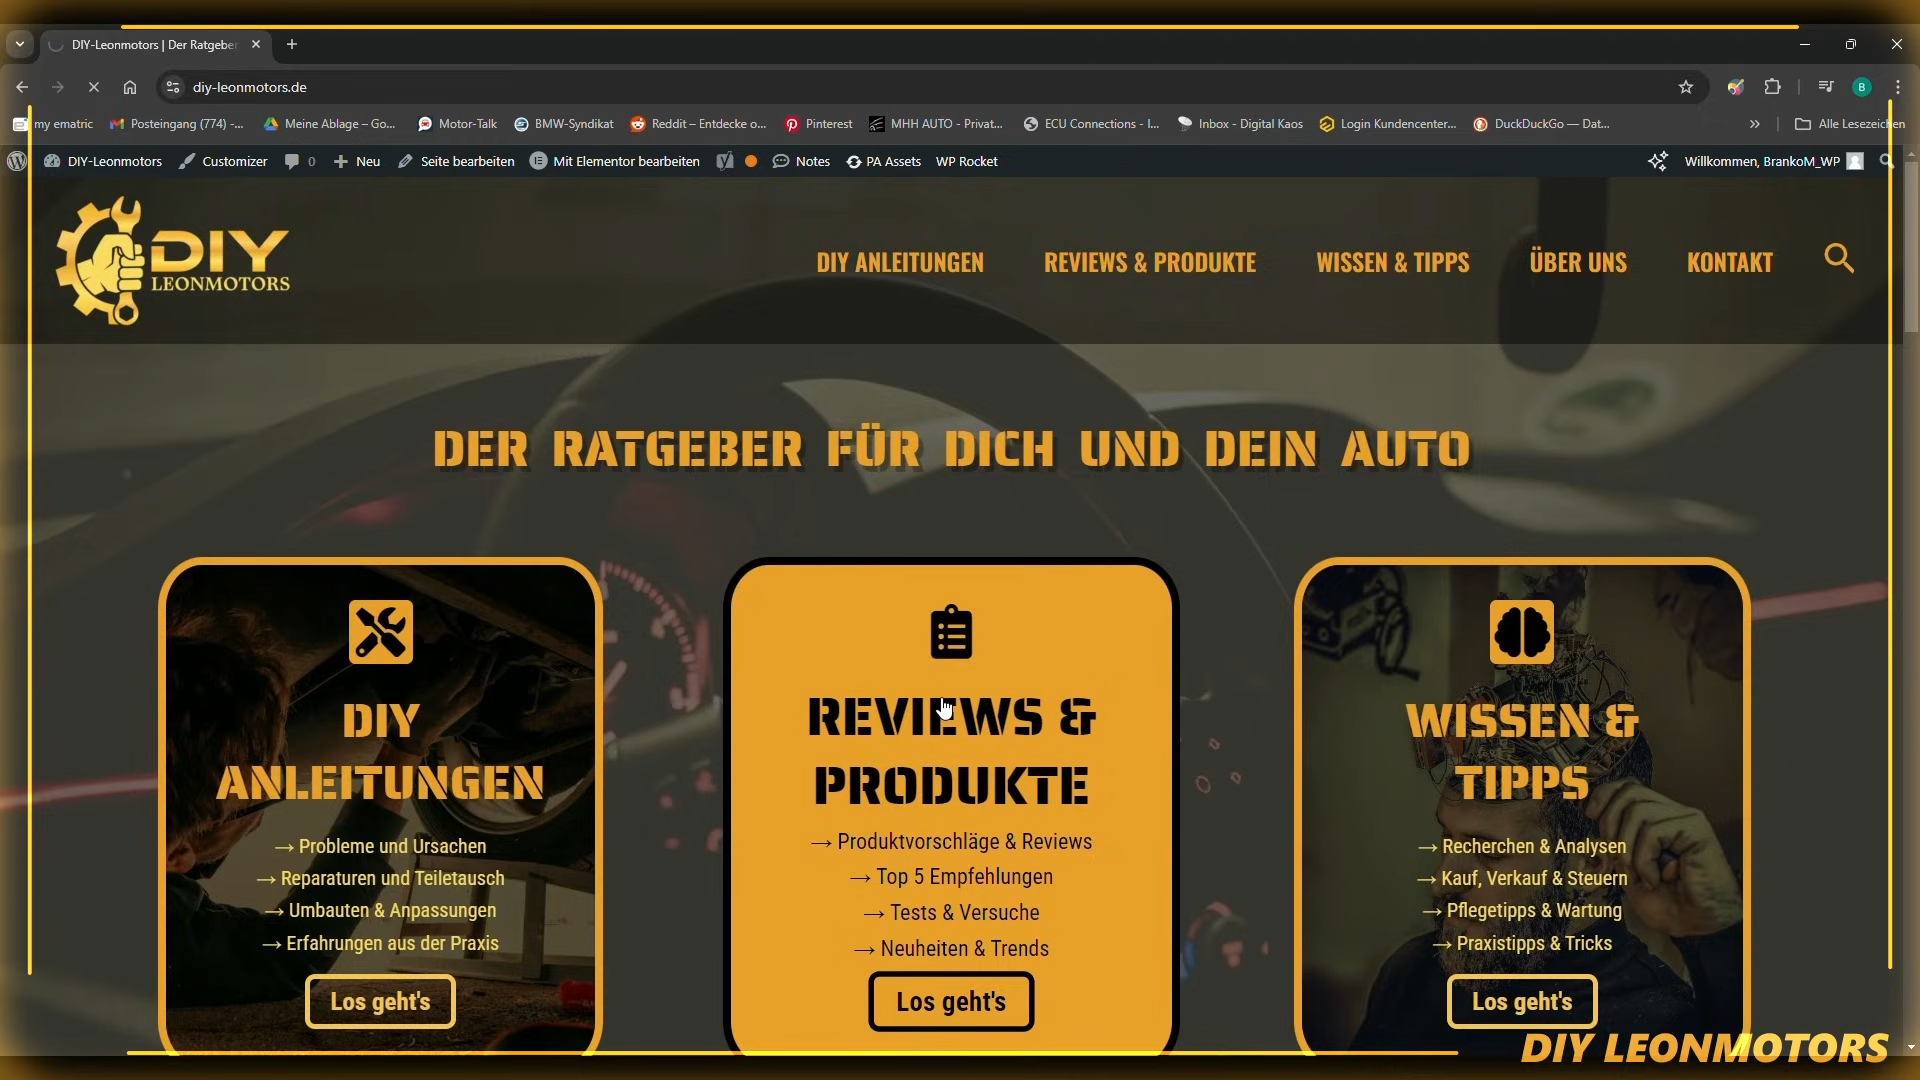 DIY-Leonmotors | Der Ratgeber
diy-leonmotors.de
my ematric
Posteingang (774) -...
Meine Ablage – Go...
Motor-Talk
BMW-Syndikat
Reddit – Entdecke o...
Pinterest
MHH AUTO - Privat...
ECU Connections - I...
Inbox - Digital Kaos
Login Kundencenter...
DuckDuckGo — Dat...
Alle Lesezeichen
DIY-Leonmotors
Customizer
0
Neu
Seite bearbeiten
Mit Elementor bearbeiten
Notes
PA Assets
WP Rocket
Willkommen, BrankoM_WP
DIY
LEONMOTORS
DIY ANLEITUNGEN
REVIEWS & PRODUKTE
WISSEN & TIPPS
ÜBER UNS
KONTAKT
DER RATGEBER FÜR DICH UND DEIN AUTO
DIY
ANLEITUNGEN
→ Probleme und Ursachen
→ Reparaturen und Teiletausch
→ Umbauten & Anpassungen
→ Erfahrungen aus der Praxis
Los geht's
REVIEWS &
PRODUKTE
→ Produktvorschläge & Reviews
→ Top 5 Empfehlungen
→ Tests & Versuche
→ Neuheiten & Trends
Los geht's
WISSEN &
TIPPS
→ Recherchen & Analysen
→ Kauf, Verkauf & Steuern
→ Pflegetipps & Wartung
→ Praxistipps & Tricks
Los geht's
DIY LEONMOTORS